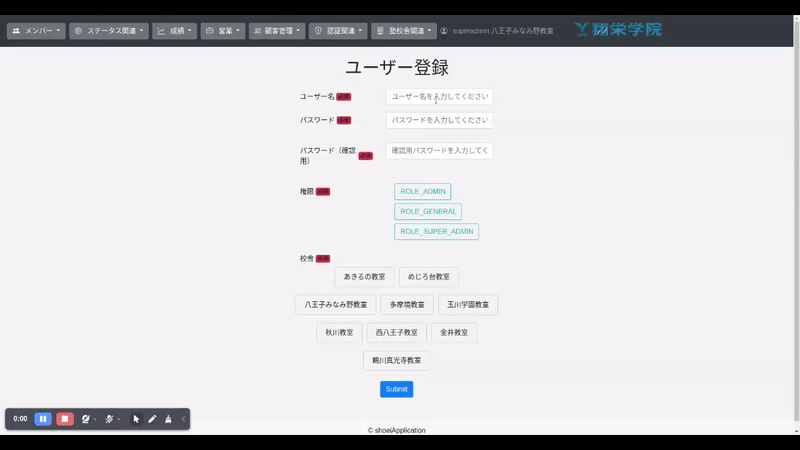 メンバー ステータス関連 成績 営業 顧客管理 認証関連 塾校舎関連 superadmin 八王子みなみ野教室 翔栄学院
ユーザー登録
ユーザー名 必須 ユーザー名を入力してください
パスワード 必須 パスワードを入力してください
パスワード（確認用） 必須 確認用パスワードを入力してく
権限 必須 ROLE_ADMIN
ROLE_GENERAL
ROLE_SUPER_ADMIN
校舎 必須
あきるの教室 めじろ台教室
八王子みなみ野教室 多摩境教室 玉川学園教室
秋川教室 西八王子教室 金井教室
鶴川真光寺教室
Submit
0:00
© shoeiApplication